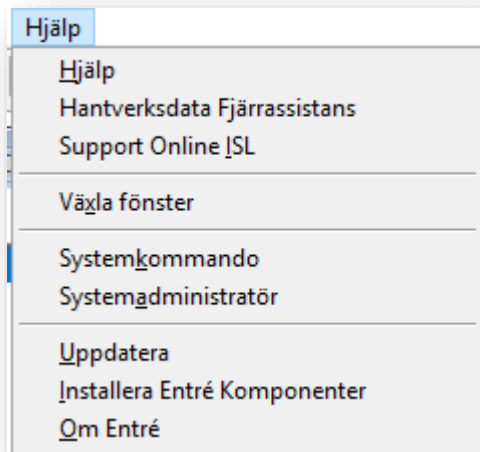 Hjälp
Hjälp
Hantverksdata Fjärrassistans
Support Online ISL
Växla fönster
Systemkommando
Systemadministratör
Uppdatera
Installera Entré Komponenter
Om Entré